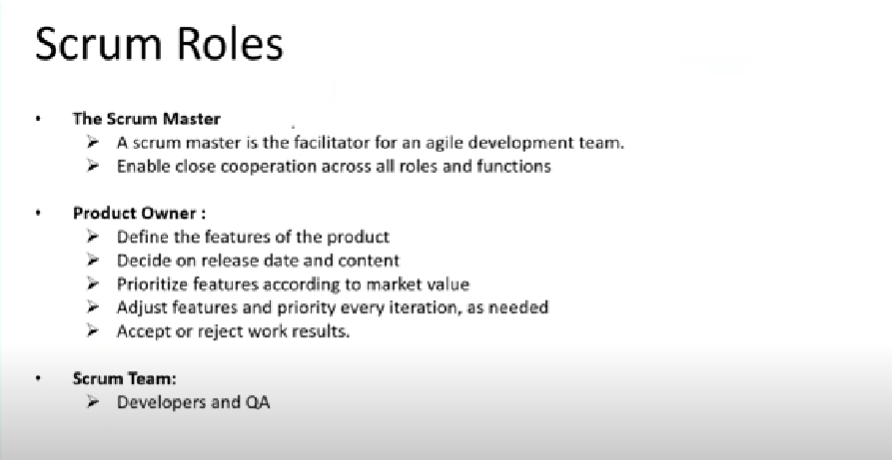 Scrum Roles
• The Scrum Master
➢ A scrum master is the facilitator for an agile development team.
➢ Enable close cooperation across all roles and functions
• Product Owner :
➢ Define the features of the product
➢ Decide on release date and content
➢ Prioritize features according to market value
➢ Adjust features and priority every iteration, as needed
➢ Accept or reject work results.
• Scrum Team:
➢ Developers and QA